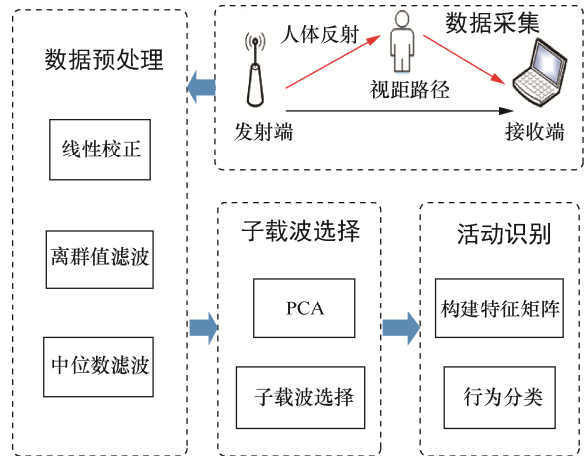 数据采集
人体反射
视距路径
发射端
接收端
数据预处理
线性校正
离群值滤波
中位数滤波
子载波选择
PCA
子载波选择
活动识别
构建特征矩阵
行为分类